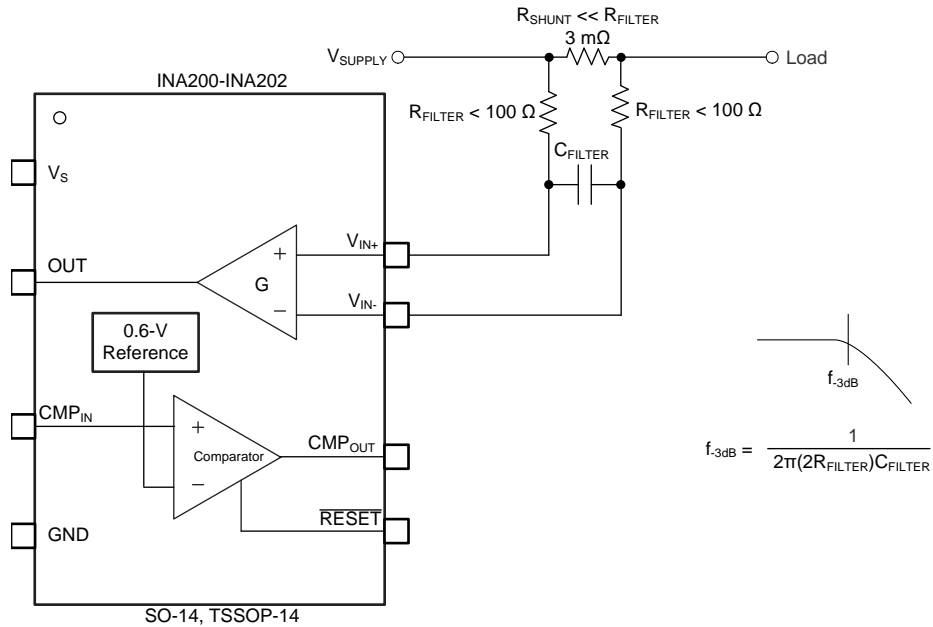 R_SHUNT << R_FILTER
3 mΩ
V_SUPPLY
Load
INA200-INA202
R_FILTER < 100 Ω
R_FILTER < 100 Ω
C_FILTER
V_S
V_IN+
+
OUT
G
V_IN-
−
0.6-V
Reference
f_-3dB
CMP_IN
+
CMP_OUT
Comparator
f_-3dB = 1 / 2π(2R_FILTER)C_FILTER
−
RESET
GND
SO-14, TSSOP-14